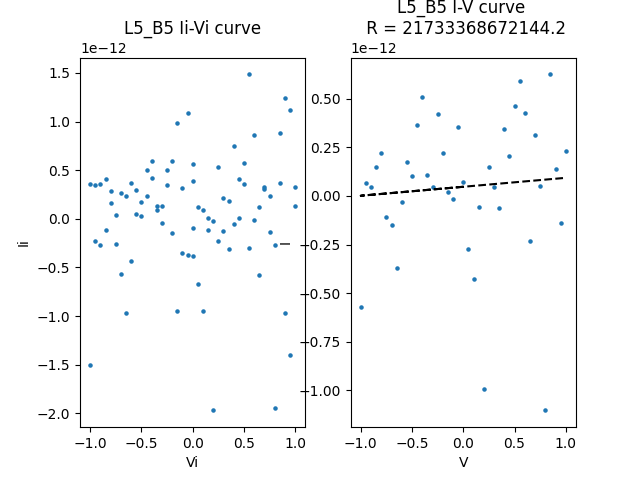 L5_B5 Ii-Vi curve
1e−12
1.5
1.0
0.5
0.0
−0.5
−1.0
−1.5
−2.0
Ii
−1.0 −0.5 0.0 0.5 1.0
Vi
L5_B5 I-V curve
R = 21733368672144.2
1e−12
0.50
0.25
0.00
−0.25
−0.50
−0.75
−1.00
I
−1.0 −0.5 0.0 0.5 1.0
V